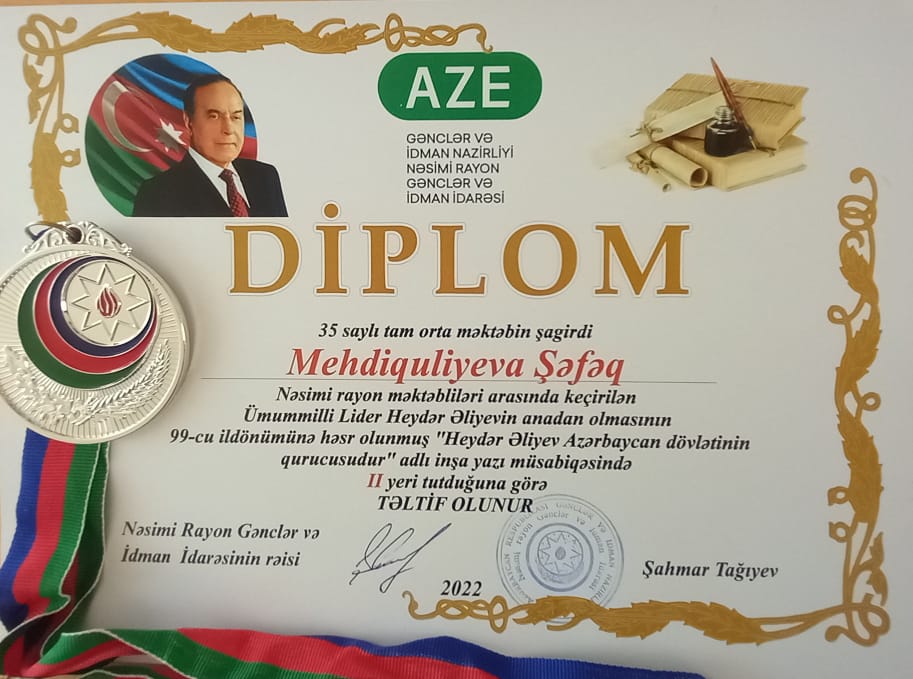 AZE
GƏNCLƏR VƏ
İDMAN NAZİRLİYİ
NƏSİMİ RAYON
GƏNCLƏR VƏ
İDMAN İDARƏSİ
DİPLOM
35 saylı tam orta məktəbin şagirdi
Mehdiquliyeva Şəfəq
Nəsimi rayon məktəbliləri arasında keçirilən
Ümummilli Lider Heydər Əliyevin anadan olmasının
99-cu ildönümünə həsr olunmuş "Heydər Əliyev Azərbaycan dövlətinin
qurucusudur" adlı inşa yazı müsabiqəsində
II yeri tutduğuna görə
TƏLTİF OLUNUR
Nəsimi Rayon Gənclər və
İdman İdarəsinin rəisi
2022
Şahmar Tağıyev